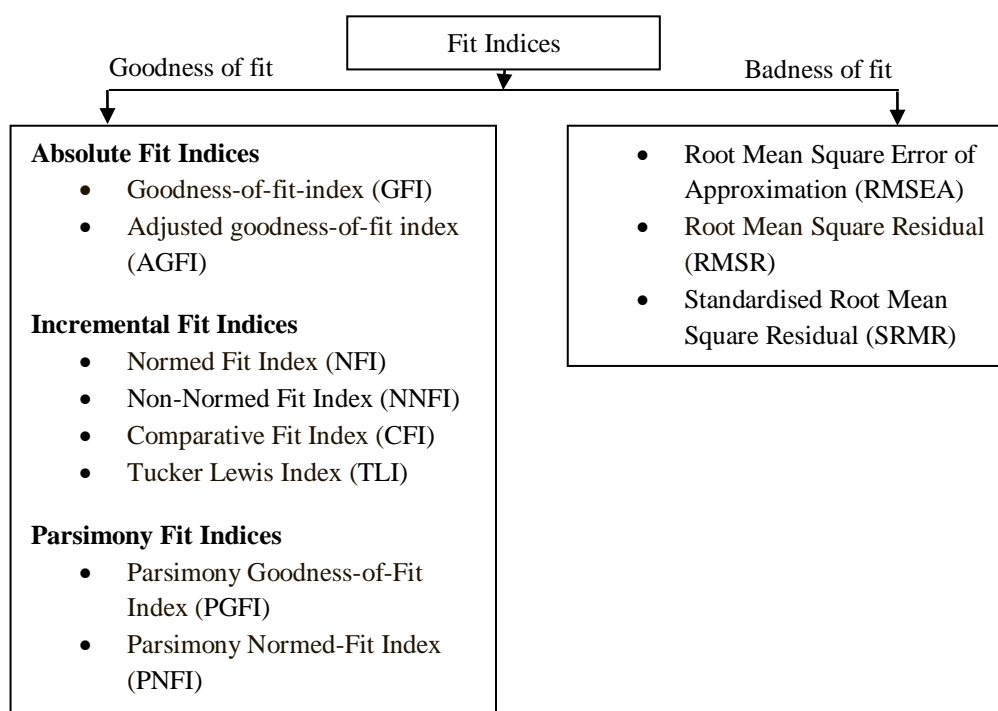 Fit Indices
Goodness of fit
Badness of fit
Absolute Fit Indices
• Goodness-of-fit-index (GFI)
• Adjusted goodness-of-fit index
(AGFI)
Incremental Fit Indices
• Normed Fit Index (NFI)
• Non-Normed Fit Index (NNFI)
• Comparative Fit Index (CFI)
• Tucker Lewis Index (TLI)
Parsimony Fit Indices
• Parsimony Goodness-of-Fit
Index (PGFI)
• Parsimony Normed-Fit Index
(PNFI)
• Root Mean Square Error of
Approximation (RMSEA)
• Root Mean Square Residual
(RMSR)
• Standardised Root Mean
Square Residual (SRMR)